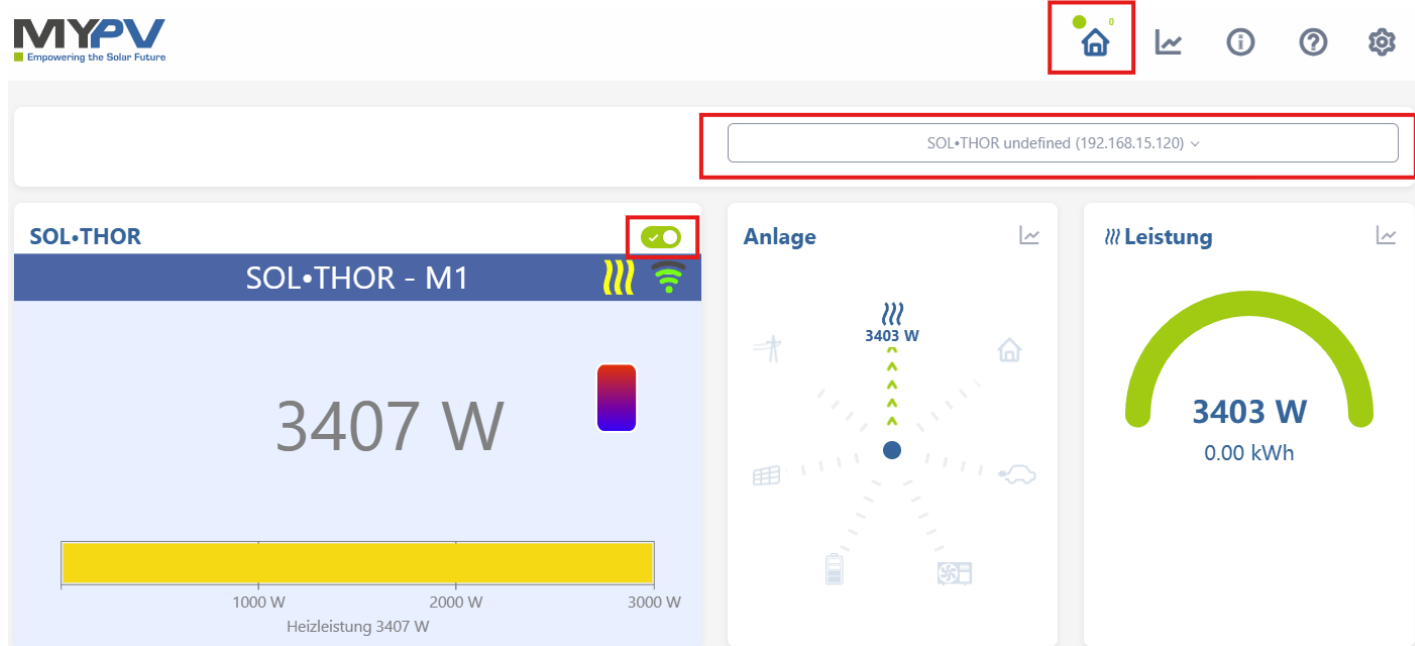 MYPV
Empowering the Solar Future
0
SOL•THOR undefined (192.168.15.120)
SOL•THOR
SOL•THOR - M1
3407 W
1000 W 2000 W 3000 W
Heizleistung 3407 W
Anlage
3403 W
Leistung
3403 W
0.00 kWh